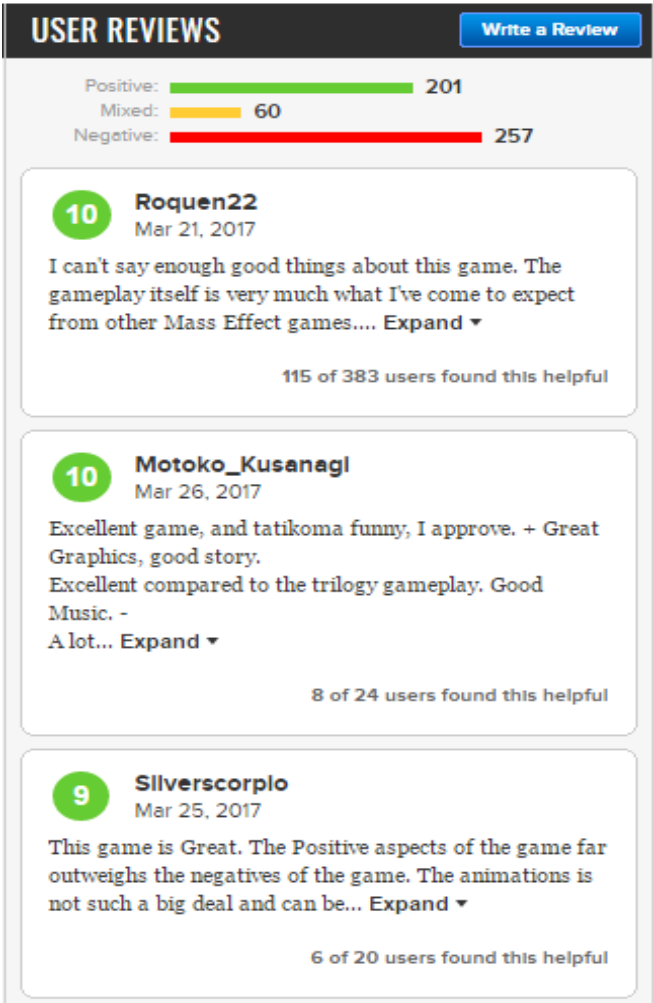 USER REVIEWS
Write a Review
Positive: 201
Mixed: 60
Negative: 257
10
Roquen22
Mar 21, 2017
I can't say enough good things about this game. The
gameplay itself is very much what I've come to expect
from other Mass Effect games.... Expand
115 of 383 users found this helpful
10
Motoko_Kusanagi
Mar 26, 2017
Excellent game, and tatikoma funny, I approve. + Great
Graphics, good story.
Excellent compared to the trilogy gameplay. Good
Music. -
A lot... Expand
8 of 24 users found this helpful
9
Silverscorpio
Mar 25, 2017
This game is Great. The Positive aspects of the game far
outweighs the negatives of the game. The animations is
not such a big deal and can be... Expand
6 of 20 users found this helpful